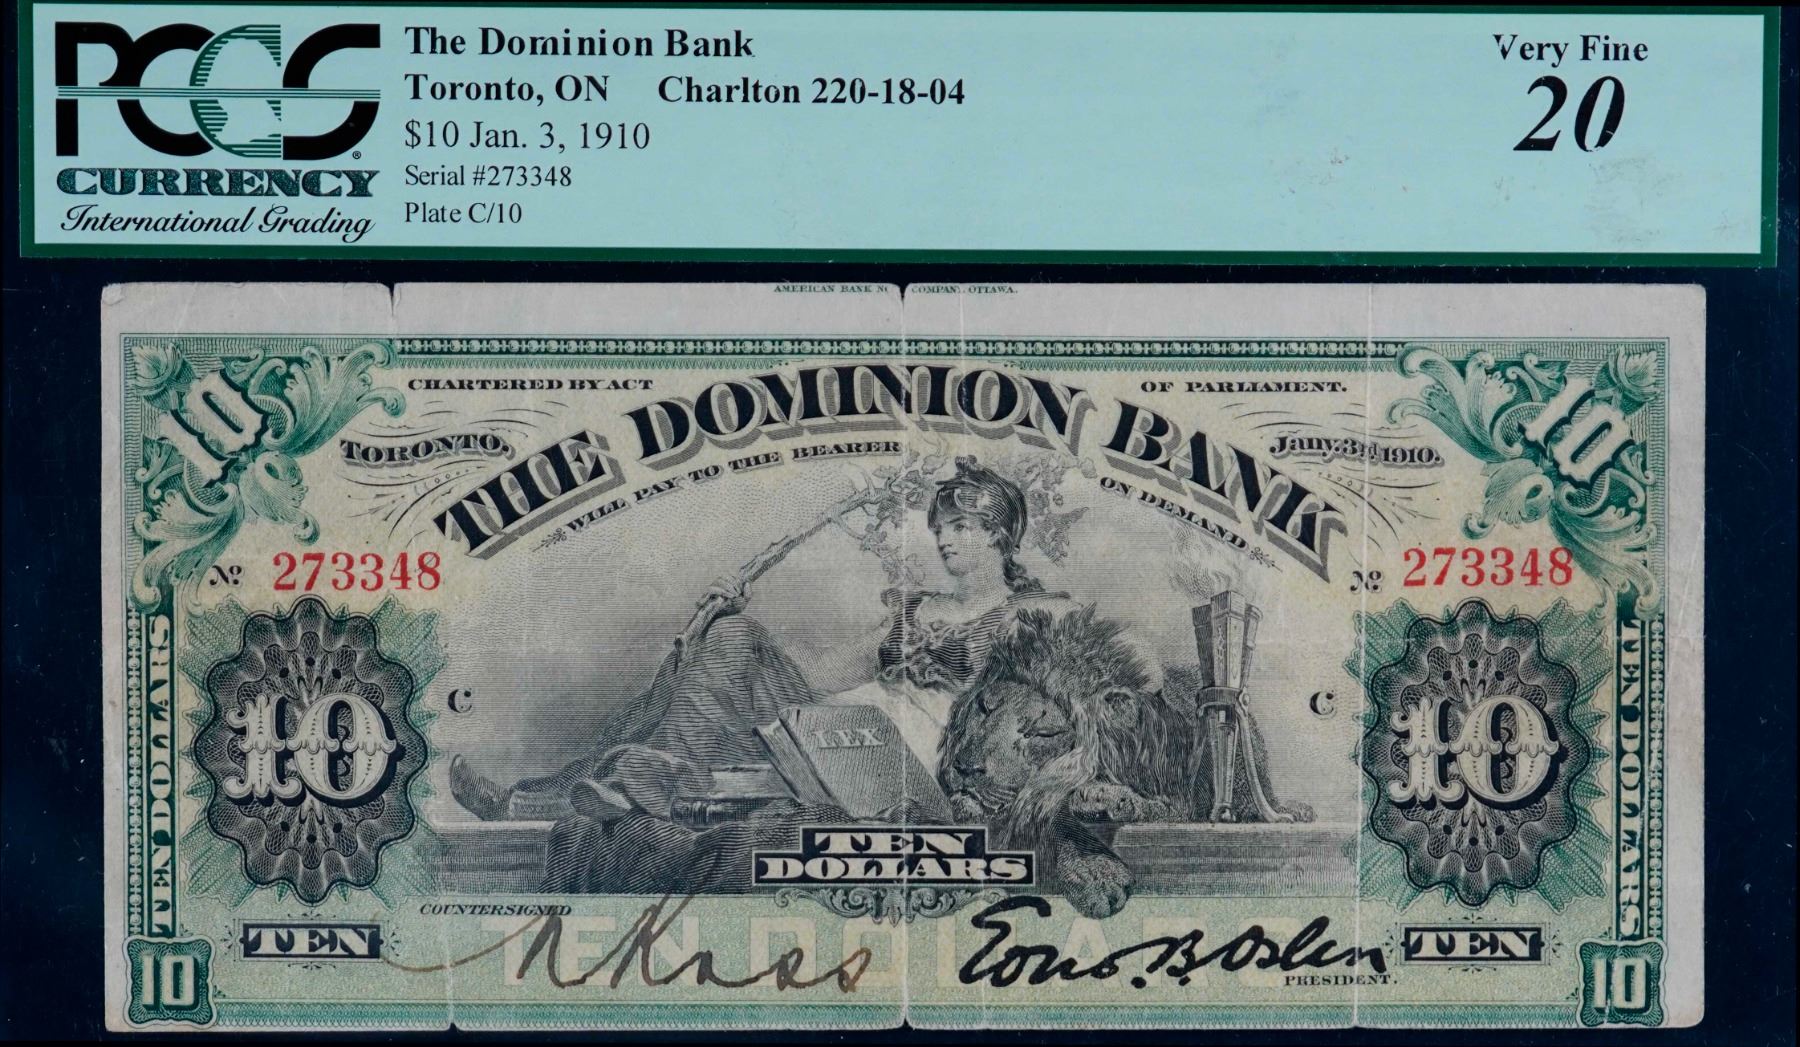 PCGS
CURRENCY
International Grading
The Dominion Bank
Toronto, ON Charlton 220-18-04
$10 Jan. 3, 1910
Serial #273348
Plate C/10
Very Fine
20
AMERICAN BANK NO COMPANY. OTTAWA.
10 10
CHARTERED BY ACT OF PARLIAMENT.
TORONTO, Jany. 3rd 1910.
THE DOMINION BANK
WILL PAY TO THE BEARER ON DEMAND
No 273348 No 273348
C C
10 10
TEN DOLLARS TEN DOLLARS
LEX
TEN
DOLLARS
COUNTERSIGNED
TEN DOLLARS
TEN TEN
PRESIDENT.
10 10